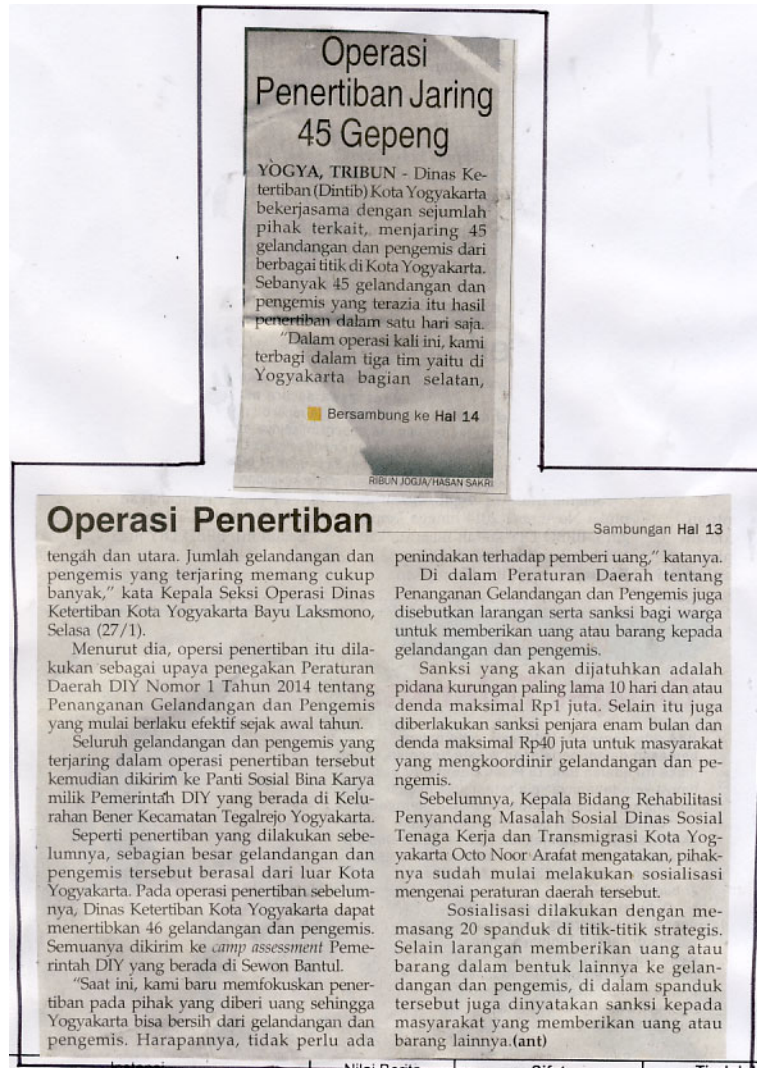 Operasi
Penertiban Jaring
45 Gepeng
YOGYA, TRIBUN - Dinas Ke-
tertiban (Dintib) Kota Yogyakarta
bekerjasama dengan sejumlah
pihak terkait, menjaring 45
gelandangan dan pengemis dari
berbagai titik di Kota Yogyakarta.
Sebanyak 45 gelandangan dan
pengemis yang terazia itu hasil
penertiban dalam satu hari saja.
"Dalam operasi kali ini, kami
terbagi dalam tiga tim yaitu di
Yogyakarta bagian selatan,
Bersambung ke Hal 14
RIBUN JOGJA/HASAN SAKRI
Operasi Penertiban
Sambungan Hal 13
tengah dan utara. Jumlah gelandangan dan
pengemis yang terjaring memang cukup
banyak," kata Kepala Seksi Operasi Dinas
Ketertiban Kota Yogyakarta Bayu Laksmono,
Selasa (27/1).
Menurut dia, opersi penertiban itu dila-
kukan sebagai upaya penegakan Peraturan
Daerah DIY Nomor 1 Tahun 2014 tentang
Penanganan Gelandangan dan Pengemis
yang mulai berlaku efektif sejak awal tahun.
Seluruh gelandangan dan pengemis yang
terjaring dalam operasi penertiban tersebut
kemudian dikirim ke Panti Sosial Bina Karya
milik Pemerintah DIY yang berada di Kelu-
rahan Bener Kecamatan Tegalrejo Yogyakarta.
Seperti penertiban yang dilakukan sebe-
lumnya, sebagian besar gelandangan dan
pengemis tersebut berasal dari luar Kota
Yogyakarta. Pada operasi penertiban sebelum-
nya, Dinas Ketertiban Kota Yogyakarta dapat
menertibkan 46 gelandangan dan pengemis.
Semuanya dikirim ke camp assessment Peme-
rintah DIY yang berada di Sewon Bantul.
"Saat ini, kami baru memfokuskan pener-
tiban pada pihak yang diberi uang sehingga
Yogyakarta bisa bersih dari gelandangan dan
pengemis. Harapannya, tidak perlu ada
penindakan terhadap pemberi uang," katanya.
Di dalam Peraturan Daerah tentang
Penanganan Gelandangan dan Pengemis juga
disebutkan larangan serta sanksi bagi warga
untuk memberikan uang atau barang kepada
gelandangan dan pengemis.
Sanksi yang akan dijatuhkan adalah
pidana kurungan paling lama 10 hari dan atau
denda maksimal Rp1 juta. Selain itu juga
diberlakukan sanksi penjara enam bulan dan
denda maksimal Rp40 juta untuk masyarakat
yang mengkoordinir gelandangan dan pe-
ngemis.
Sebelumnya, Kepala Bidang Rehabilitasi
Penyandang Masalah Sosial Dinas Sosial
Tenaga Kerja dan Transmigrasi Kota Yog-
yakarta Octo Noor Arafat mengatakan, pihak-
nya sudah mulai melakukan sosialisasi
mengenai peraturan daerah tersebut.
Sosialisasi dilakukan dengan me-
masang 20 spanduk di titik-titik strategis.
Selain larangan memberikan uang atau
barang dalam bentuk lainnya ke gelan-
dangan dan pengemis, di dalam spanduk
tersebut juga dinyatakan sanksi kepada
masyarakat yang memberikan uang atau
barang lainnya.(ant)